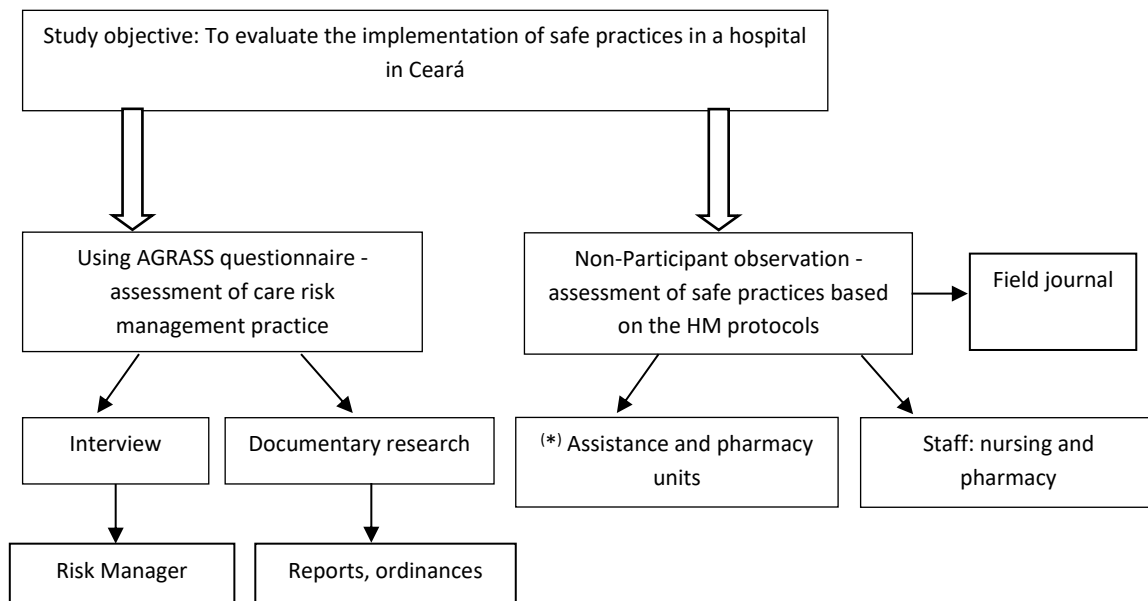 Study objective: To evaluate the implementation of safe practices in a hospital
in Ceará
Using AGRASS questionnaire -
assessment of care risk
management practice
Non-Participant observation -
assessment of safe practices based
on the HM protocols
Field journal
Interview
Documentary research
(*) Assistance and pharmacy
units
Staff: nursing and
pharmacy
Risk Manager
Reports, ordinances